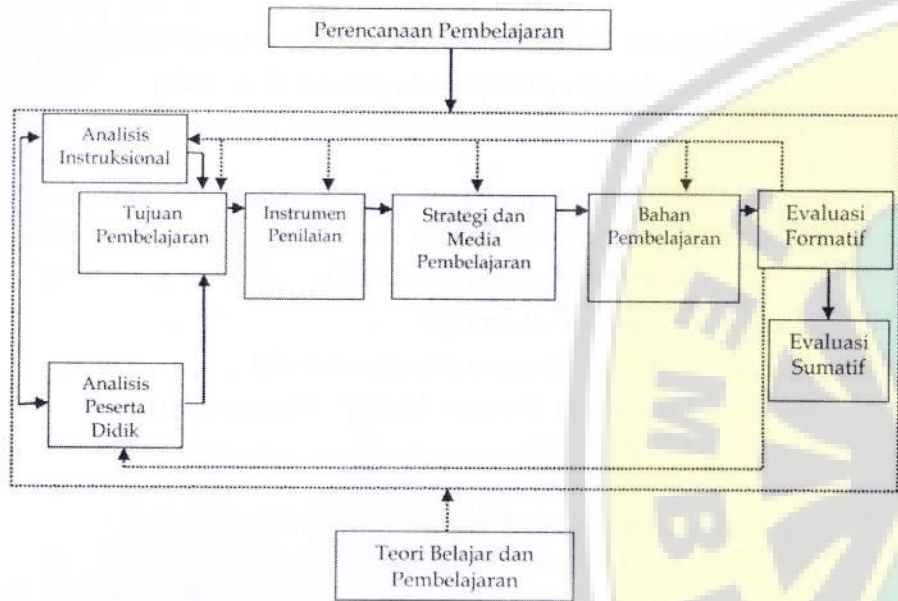 Perencanaan Pembelajaran
Analisis
Instruksional
Tujuan
Pembelajaran
Instrumen
Penilaian
Strategi dan
Media
Pembelajaran
Bahan
Pembelajaran
Evaluasi
Formatif
Evaluasi
Sumatif
Analisis
Peserta
Didik
Teori Belajar dan
Pembelajaran
EMB